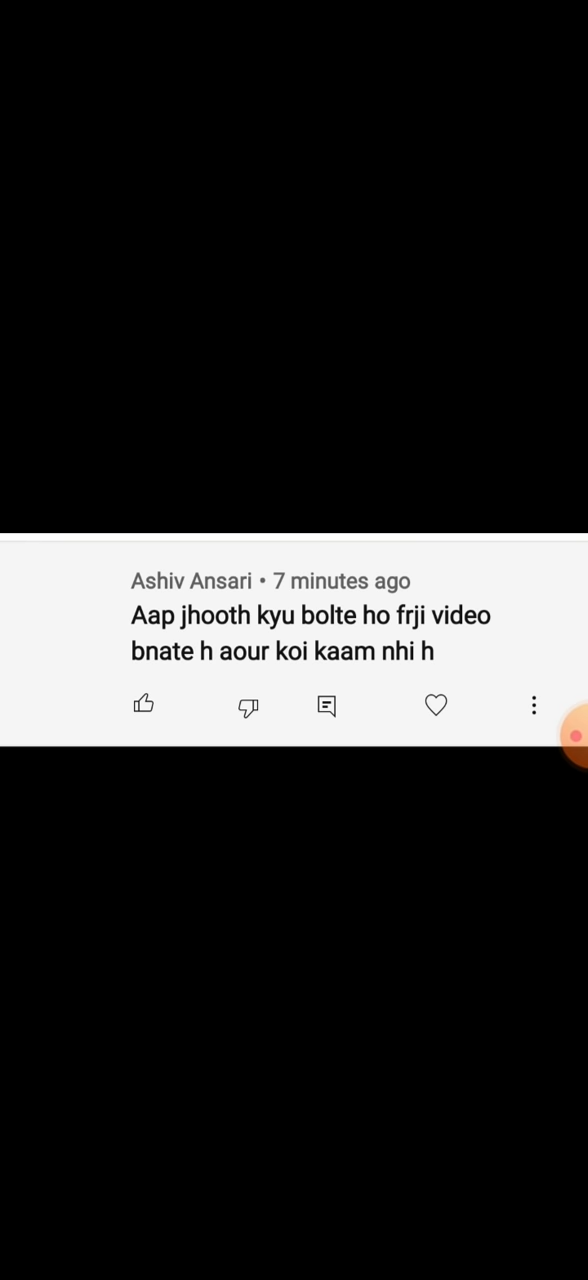 Ashiv Ansari • 7 minutes ago
Aap jhooth kyu bolte ho frji video
bnate h aour koi kaam nhi h